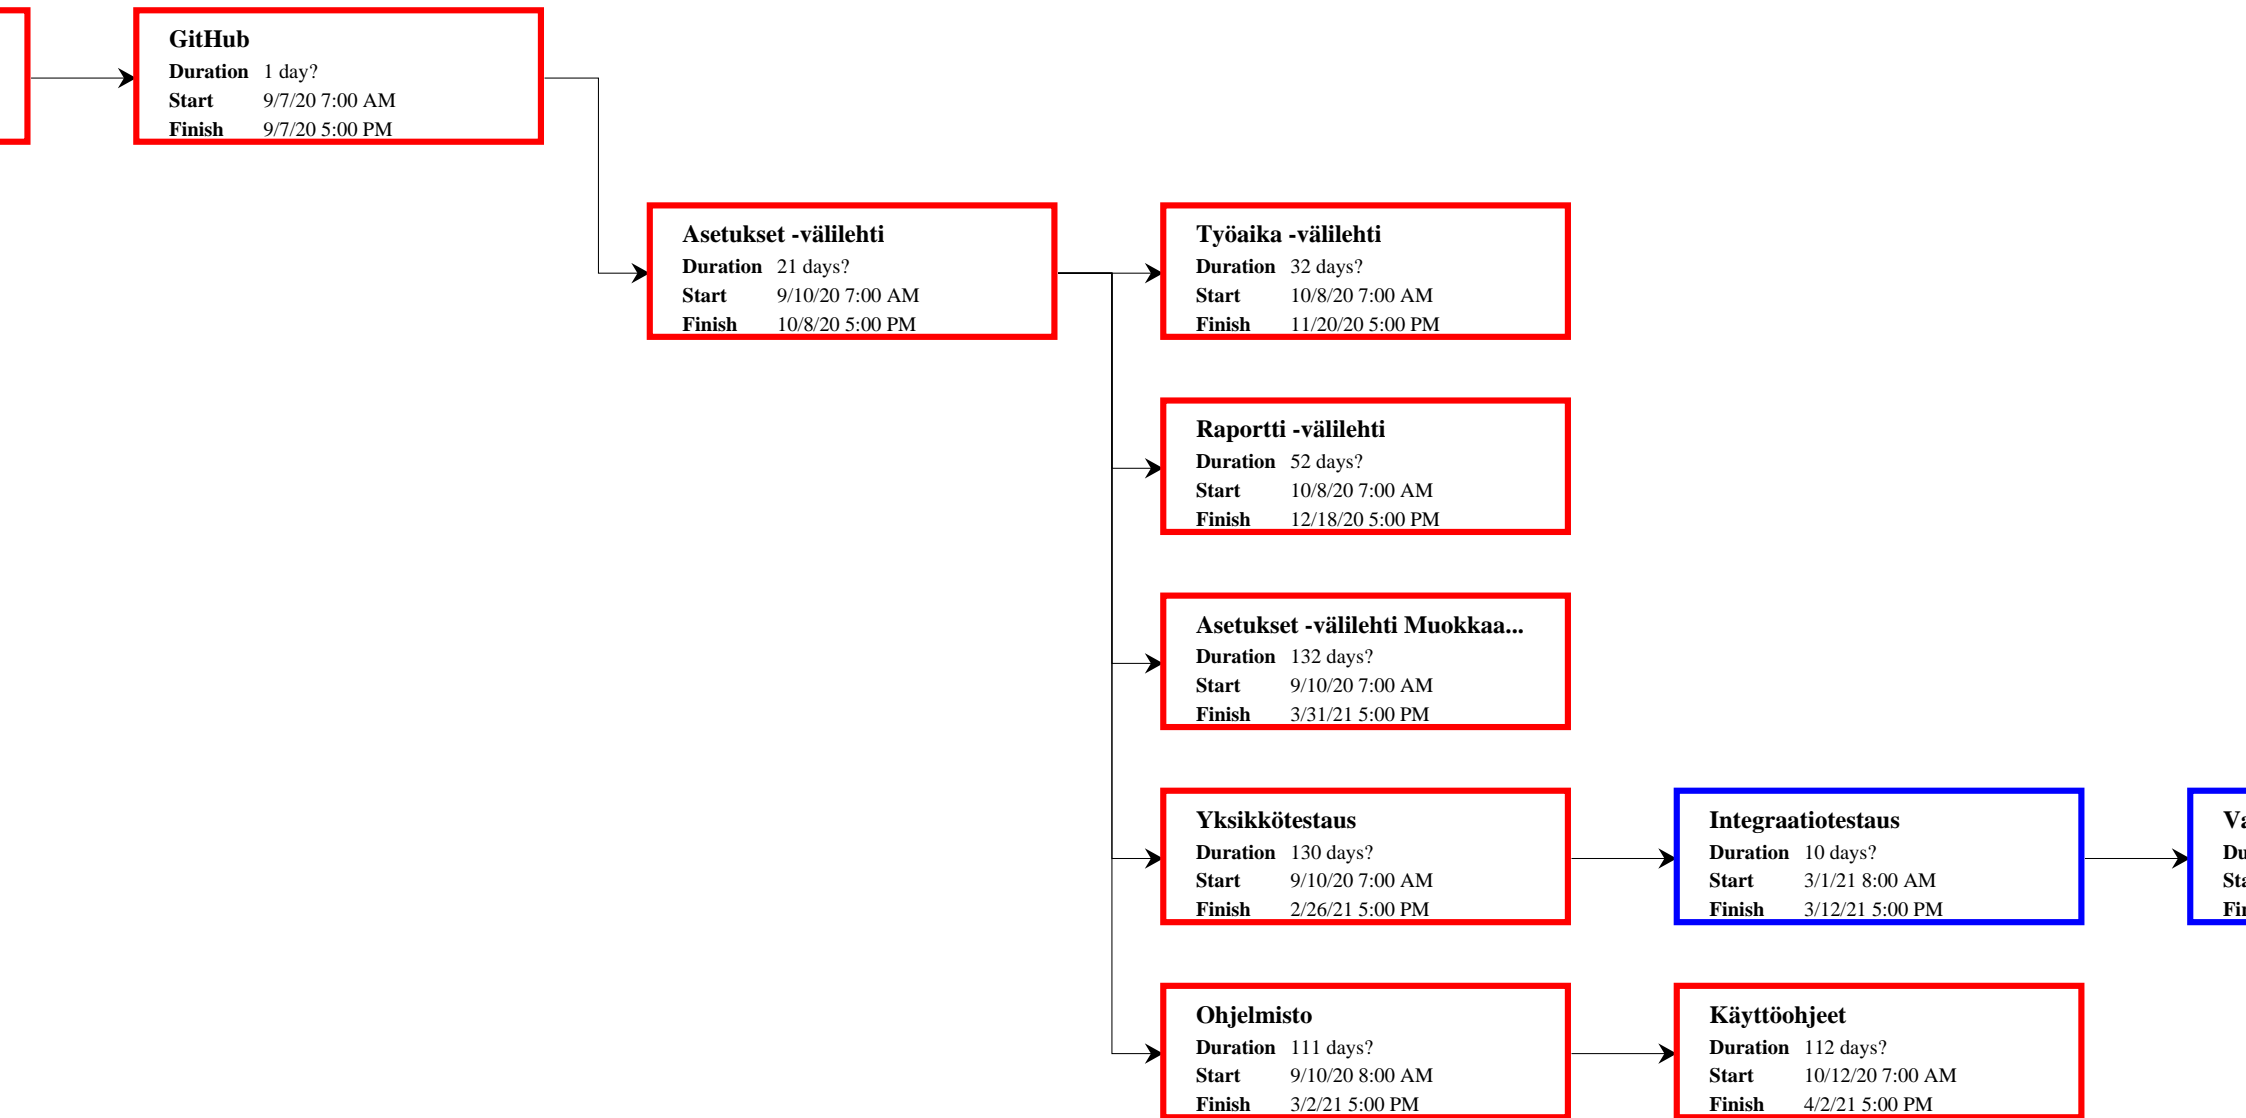 GitHub
Duration 1 day?
Start 9/7/20 7:00 AM
Finish 9/7/20 5:00 PM
Asetukset -välilehti
Duration 21 days?
Start 9/10/20 7:00 AM
Finish 10/8/20 5:00 PM
Työaika -välilehti
Duration 32 days?
Start 10/8/20 7:00 AM
Finish 11/20/20 5:00 PM
Raportti -välilehti
Duration 52 days?
Start 10/8/20 7:00 AM
Finish 12/18/20 5:00 PM
Asetukset -välilehti Muokkaa...
Duration 132 days?
Start 9/10/20 7:00 AM
Finish 3/31/21 5:00 PM
Yksikkötestaus
Duration 130 days?
Start 9/10/20 7:00 AM
Finish 2/26/21 5:00 PM
Integraatiotestaus
Duration 10 days?
Start 3/1/21 8:00 AM
Finish 3/12/21 5:00 PM
Ohjelmisto
Duration 111 days?
Start 9/10/20 8:00 AM
Finish 3/2/21 5:00 PM
Käyttöohjeet
Duration 112 days?
Start 10/12/20 7:00 AM
Finish 4/2/21 5:00 PM